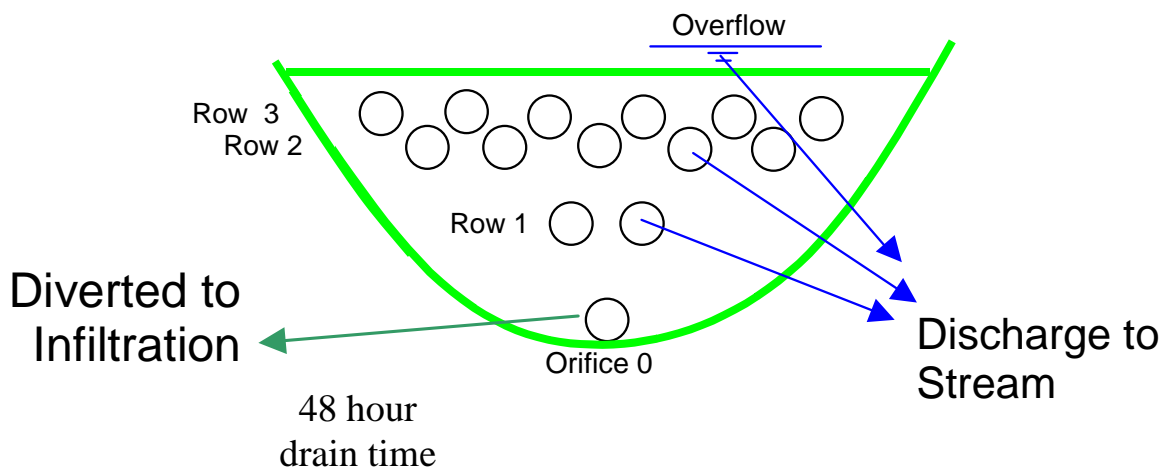 Overflow
Row 3
Row 2
Row 1
Diverted to
Infiltration
Orifice 0
Discharge to
Stream
48 hour
drain time